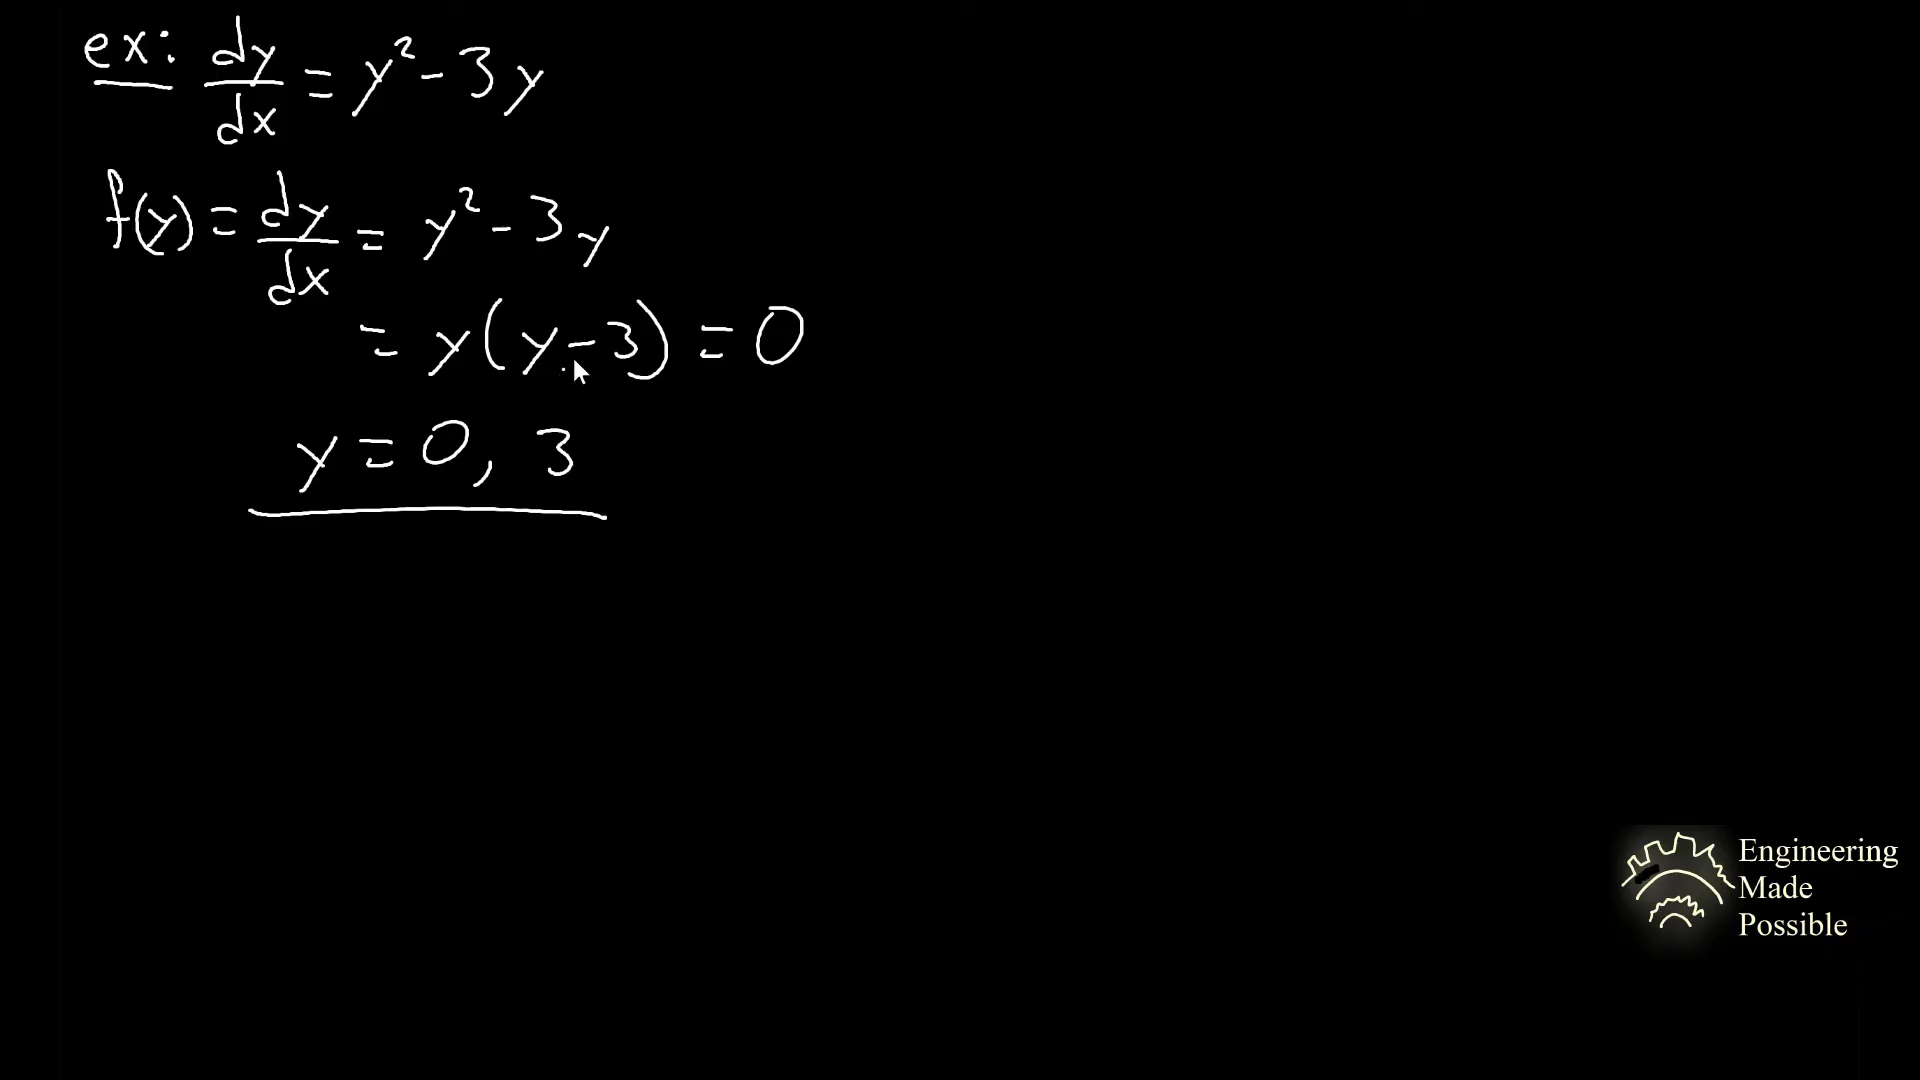 ex: dy/dx = y² - 3y
f(y) = dy/dx = y² - 3y
= y(y-3) = 0
y = 0, 3
Engineering
Made
Possible